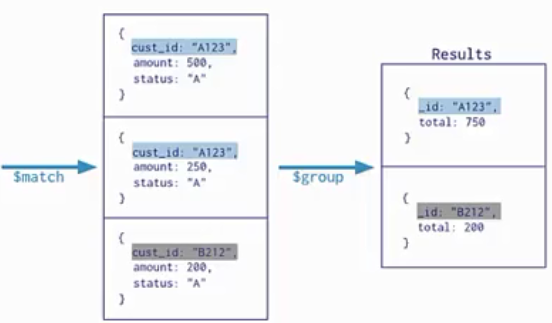 $match
{
cust_id: "A123",
amount: 500,
status: "A"
}
{
cust_id: "A123",
amount: 250,
status: "A"
}
{
cust_id: "B212",
amount: 200,
status: "A"
}
$group
Results
{
_id: "A123",
total: 750
}
{
_id: "B212",
total: 200
}